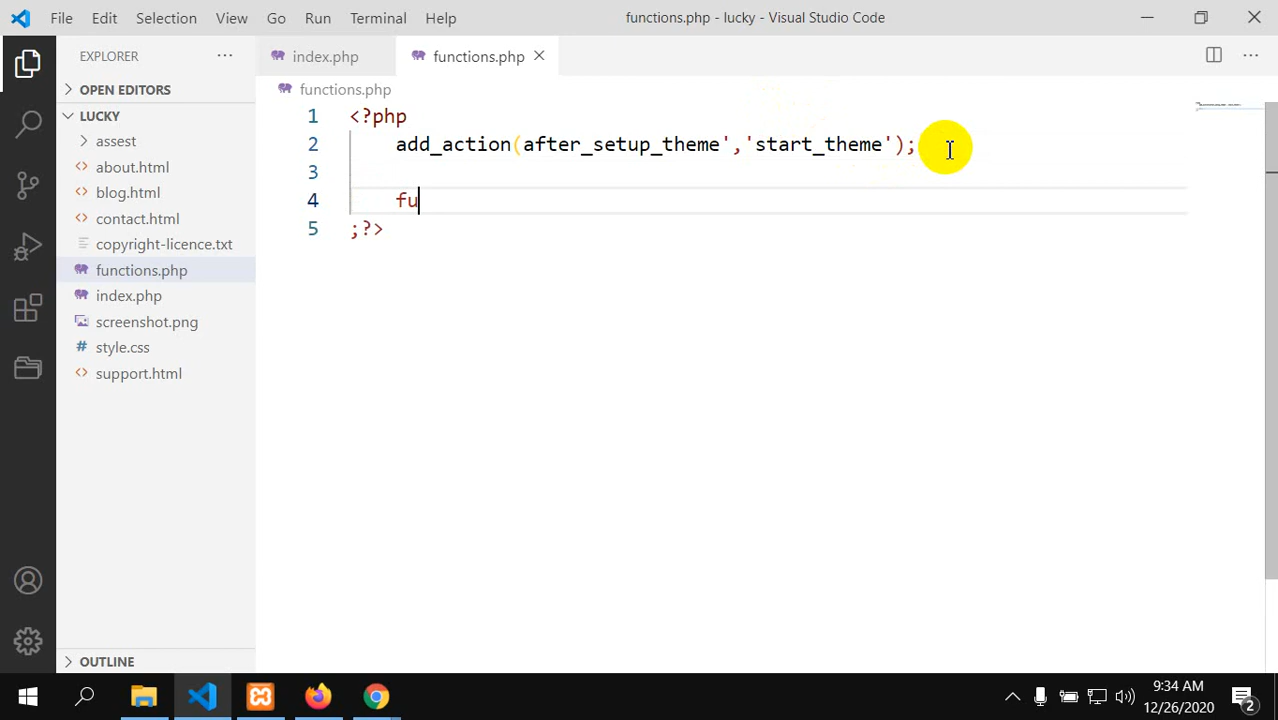 File Edit Selection View Go Run Terminal Help functions.php - lucky - Visual Studio Code
EXPLORER
index.php
functions.php
OPEN EDITORS
functions.php
LUCKY
assest
about.html
blog.html
contact.html
copyright-licence.txt
functions.php
index.php
screenshot.png
style.css
support.html
OUTLINE
1 <?php
2 add_action(after_setup_theme','start_theme');
3
4 fu
5 ;?>
9:34 AM
12/26/2020
2